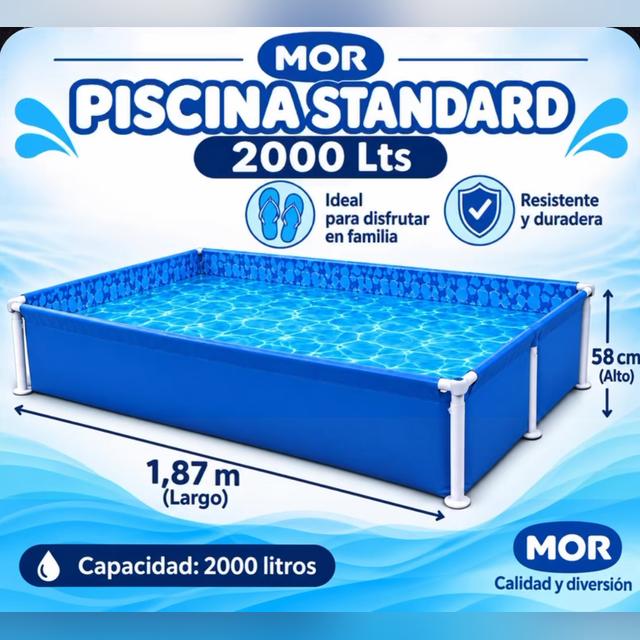 MOR
PISCINA STANDARD
2000 Lts
Ideal
para disfrutar
en familia
Resistente
y duradera
58 cm
(Alto)
1,87 m
(Largo)
Capacidad: 2000 litros
MOR
Calidad y diversión